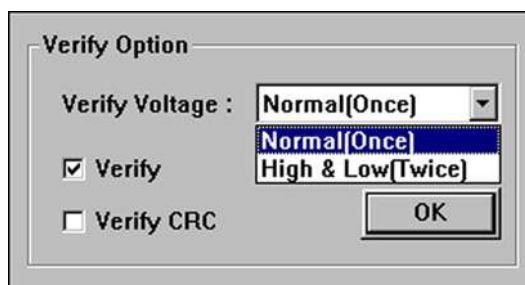 Verify Option
Verify Voltage : Normal(Once)
Normal(Once)
High & Low(Twice)
Verify
Verify CRC
OK